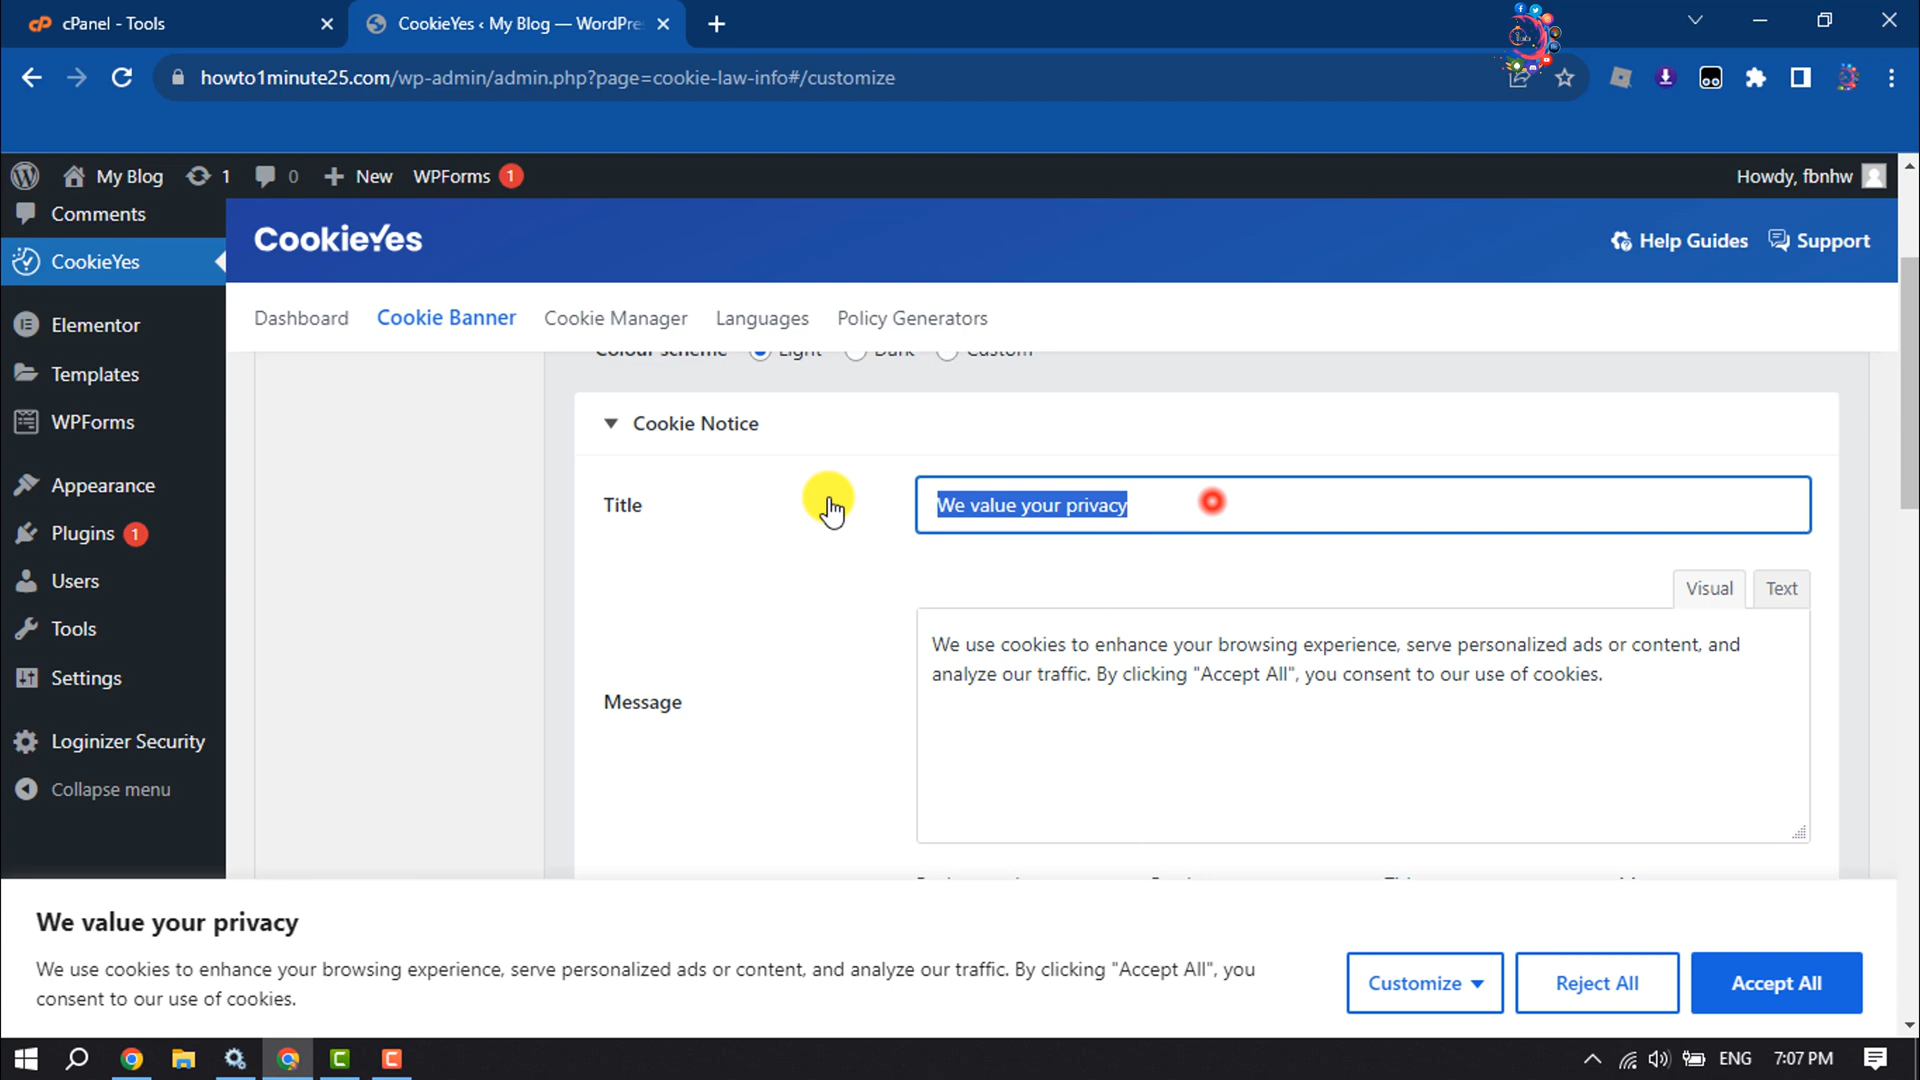 cPanel - Tools
CookieYes ‹ My Blog — WordPre
howto1minute25.com/wp-admin/admin.php?page=cookie-law-info#/customize
My Blog
1
0
New
WPForms 1
Howdy, fbnhw
Comments
CookieYes
Elementor
Templates
WPForms
Appearance
Plugins 1
Users
Tools
Settings
Loginizer Security
Collapse menu
CookieYes
Help Guides
Support
Dashboard
Cookie Banner
Cookie Manager
Languages
Policy Generators
Colour scheme
Light
Dark
Custom
Cookie Notice
Title
We value your privacy
Visual
Text
Message
We use cookies to enhance your browsing experience, serve personalized ads or content, and
analyze our traffic. By clicking "Accept All", you consent to our use of cookies.
We value your privacy
We use cookies to enhance your browsing experience, serve personalized ads or content, and analyze our traffic. By clicking "Accept All", you
consent to our use of cookies.
Customize
Reject All
Accept All
ENG
7:07 PM